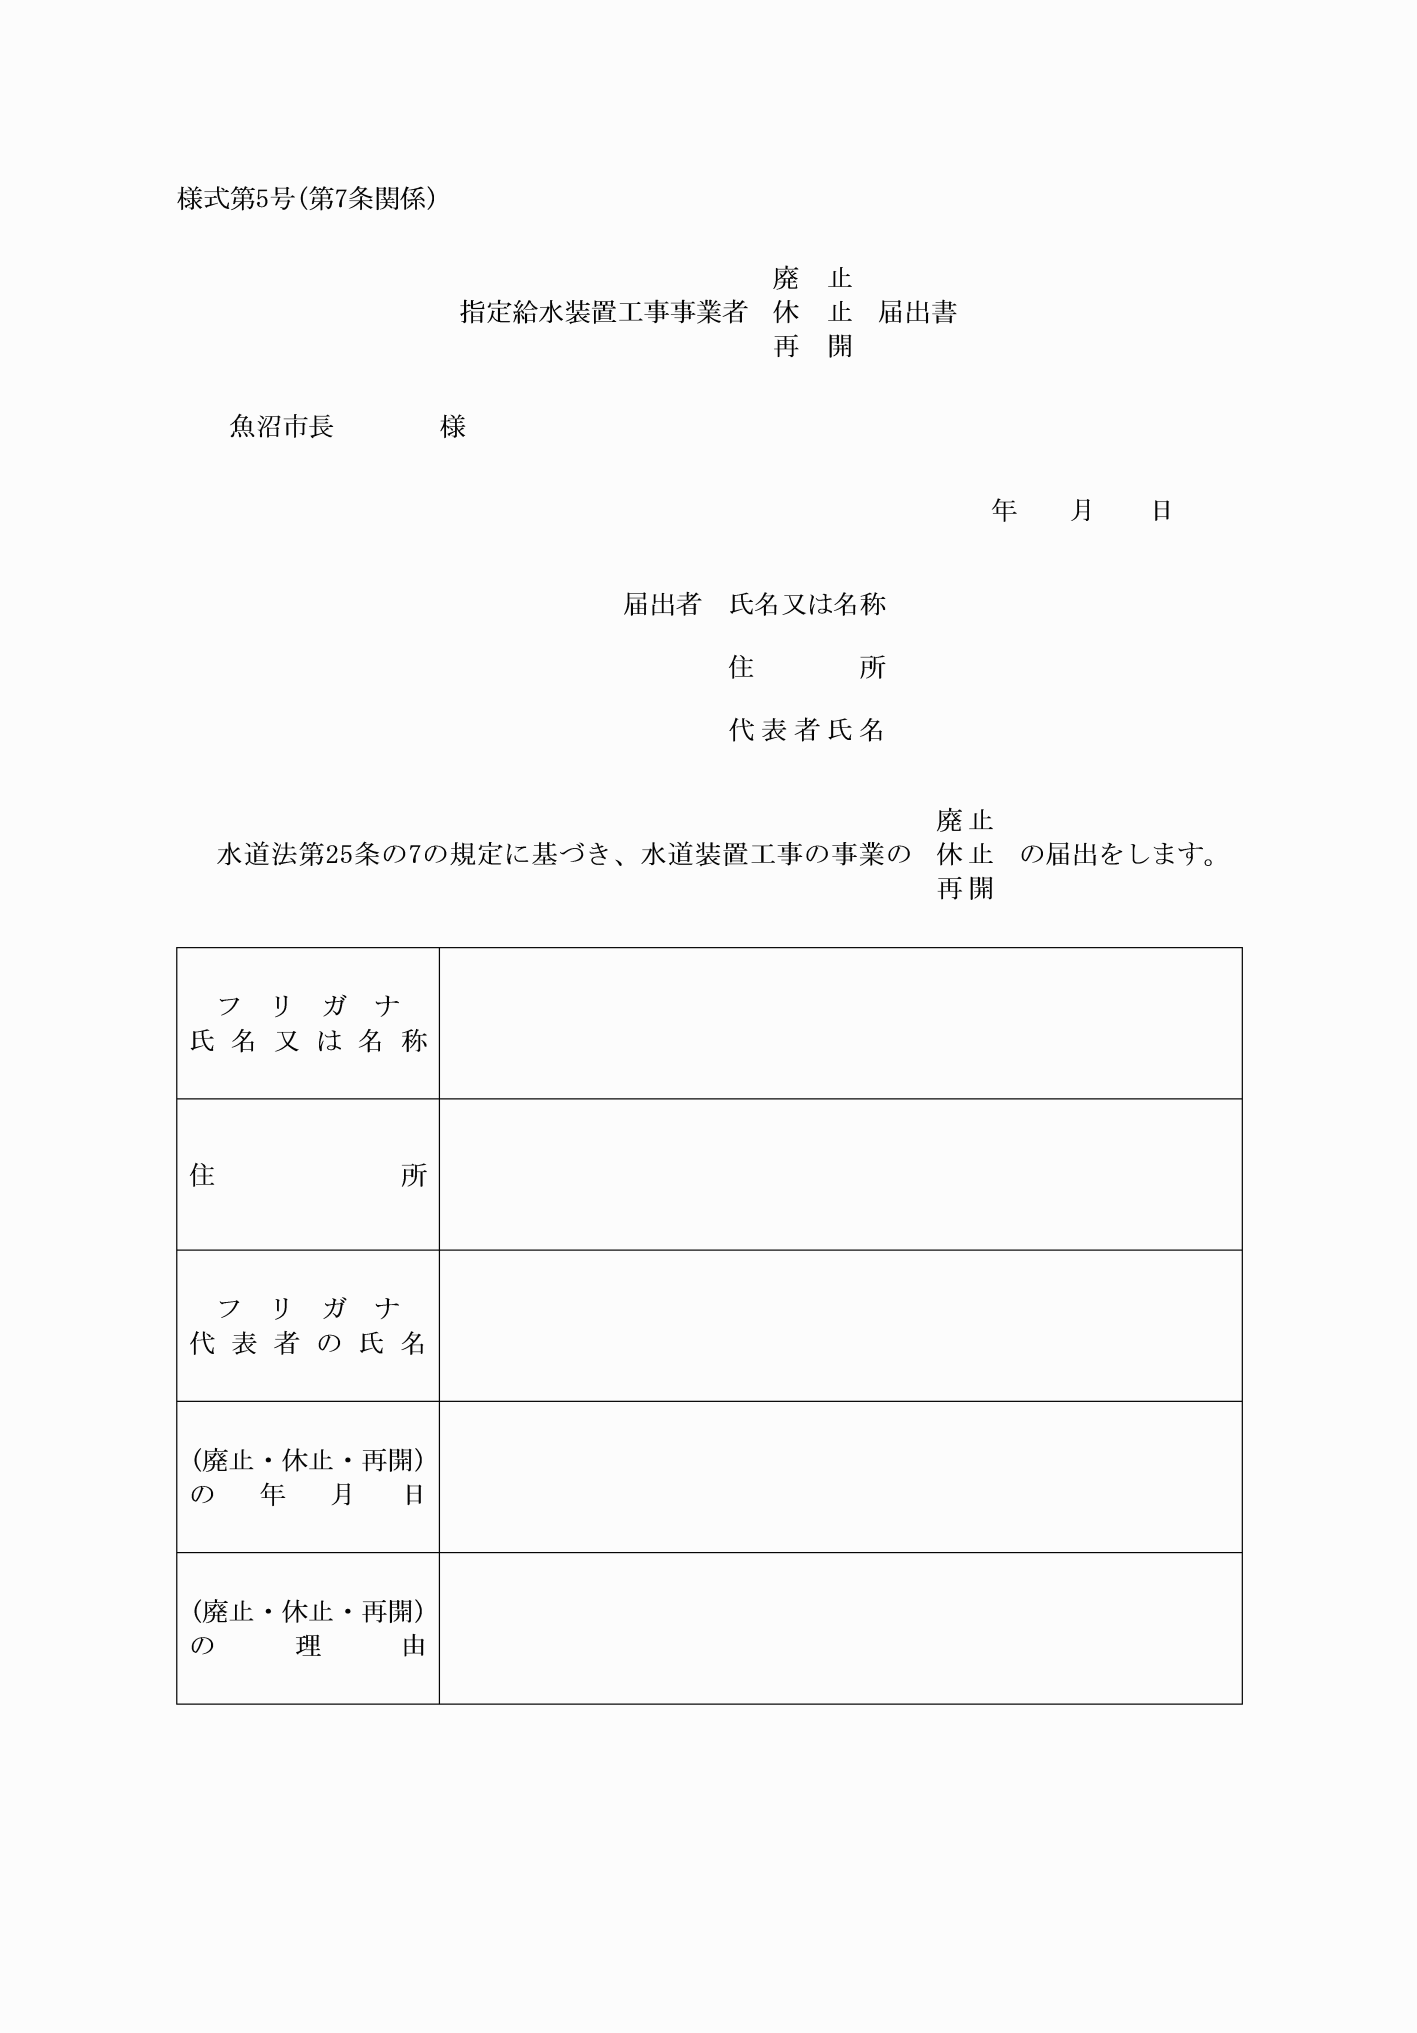 様式第5号(第7条関係)
廃　止
指定給水装置工事事業者　休　止　届出書
再　開
魚沼市長　　　　様
年　　月　　日
届出者　氏名又は名称
住　　　　所
代表者氏名
廃止
水道法第25条の7の規定に基づき、水道装置工事の事業の　休止　の届出をします。
再開
フリガナ
氏名又は名称
住　　　　所
フリガナ
代表者の氏名
(廃止・休止・再開)
の年月日
(廃止・休止・再開)
の理由